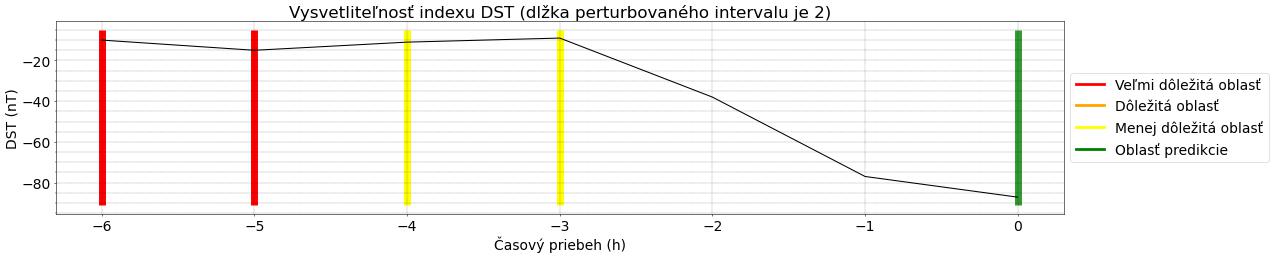 Vysvetliteľnosť indexu DST (dĺžka perturbovaného intervalu je 2)
DST (nT)
−20
−40
−60
−80
−6 −5 −4 −3 −2 −1 0
Časový priebeh (h)
Veľmi dôležitá oblasť
Dôležitá oblasť
Menej dôležitá oblasť
Oblasť predikcie